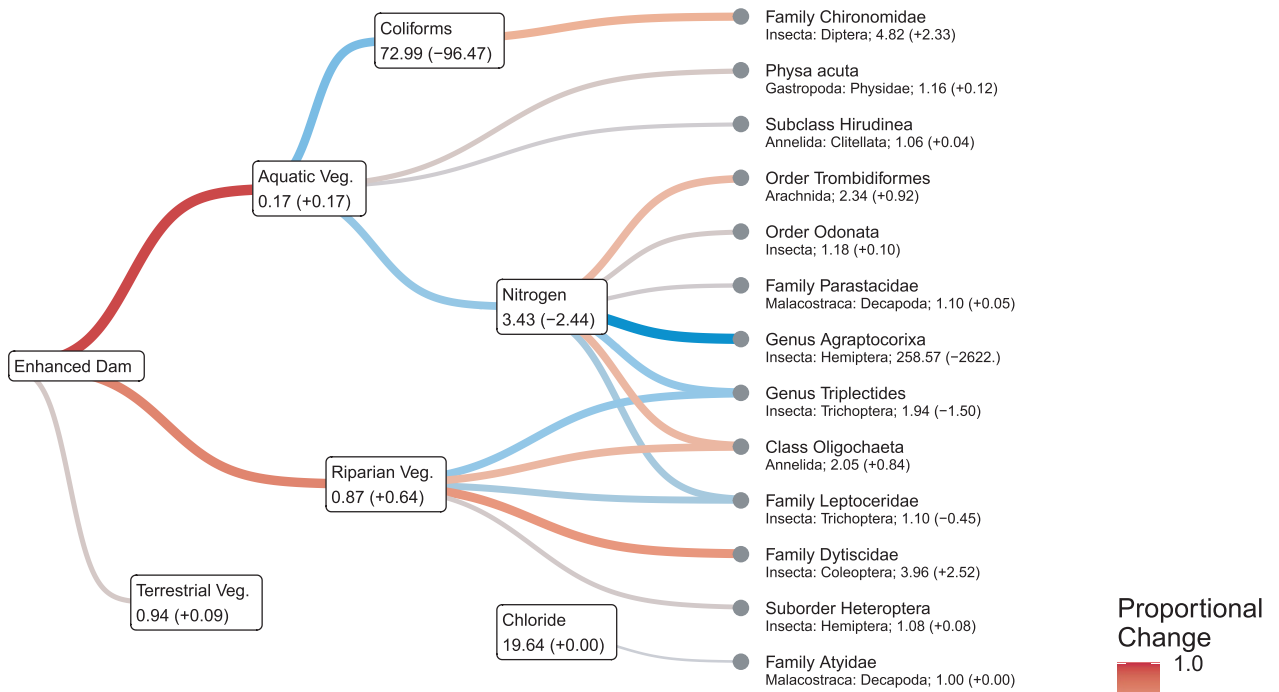 Coliforms
72.99 (−96.47)
Family Chironomidae
Insecta: Diptera; 4.82 (+2.33)
Physa acuta
Gastropoda: Physidae; 1.16 (+0.12)
Subclass Hirudinea
Annelida: Clitellata; 1.06 (+0.04)
Aquatic Veg.
0.17 (+0.17)
Order Trombidiformes
Arachnida; 2.34 (+0.92)
Order Odonata
Insecta; 1.18 (+0.10)
Nitrogen
3.43 (−2.44)
Family Parastacidae
Malacostraca: Decapoda; 1.10 (+0.05)
Genus Agraptocorixa
Insecta: Hemiptera; 258.57 (−2622.)
Enhanced Dam
Genus Triplectides
Insecta: Trichoptera; 1.94 (−1.50)
Class Oligochaeta
Annelida; 2.05 (+0.84)
Riparian Veg.
0.87 (+0.64)
Family Leptoceridae
Insecta: Trichoptera; 1.10 (−0.45)
Family Dytiscidae
Insecta: Coleoptera; 3.96 (+2.52)
Terrestrial Veg.
0.94 (+0.09)
Suborder Heteroptera
Insecta: Hemiptera; 1.08 (+0.08)
Chloride
19.64 (+0.00)
Family Atyidae
Malacostraca: Decapoda; 1.00 (+0.00)
Proportional
Change
1.0